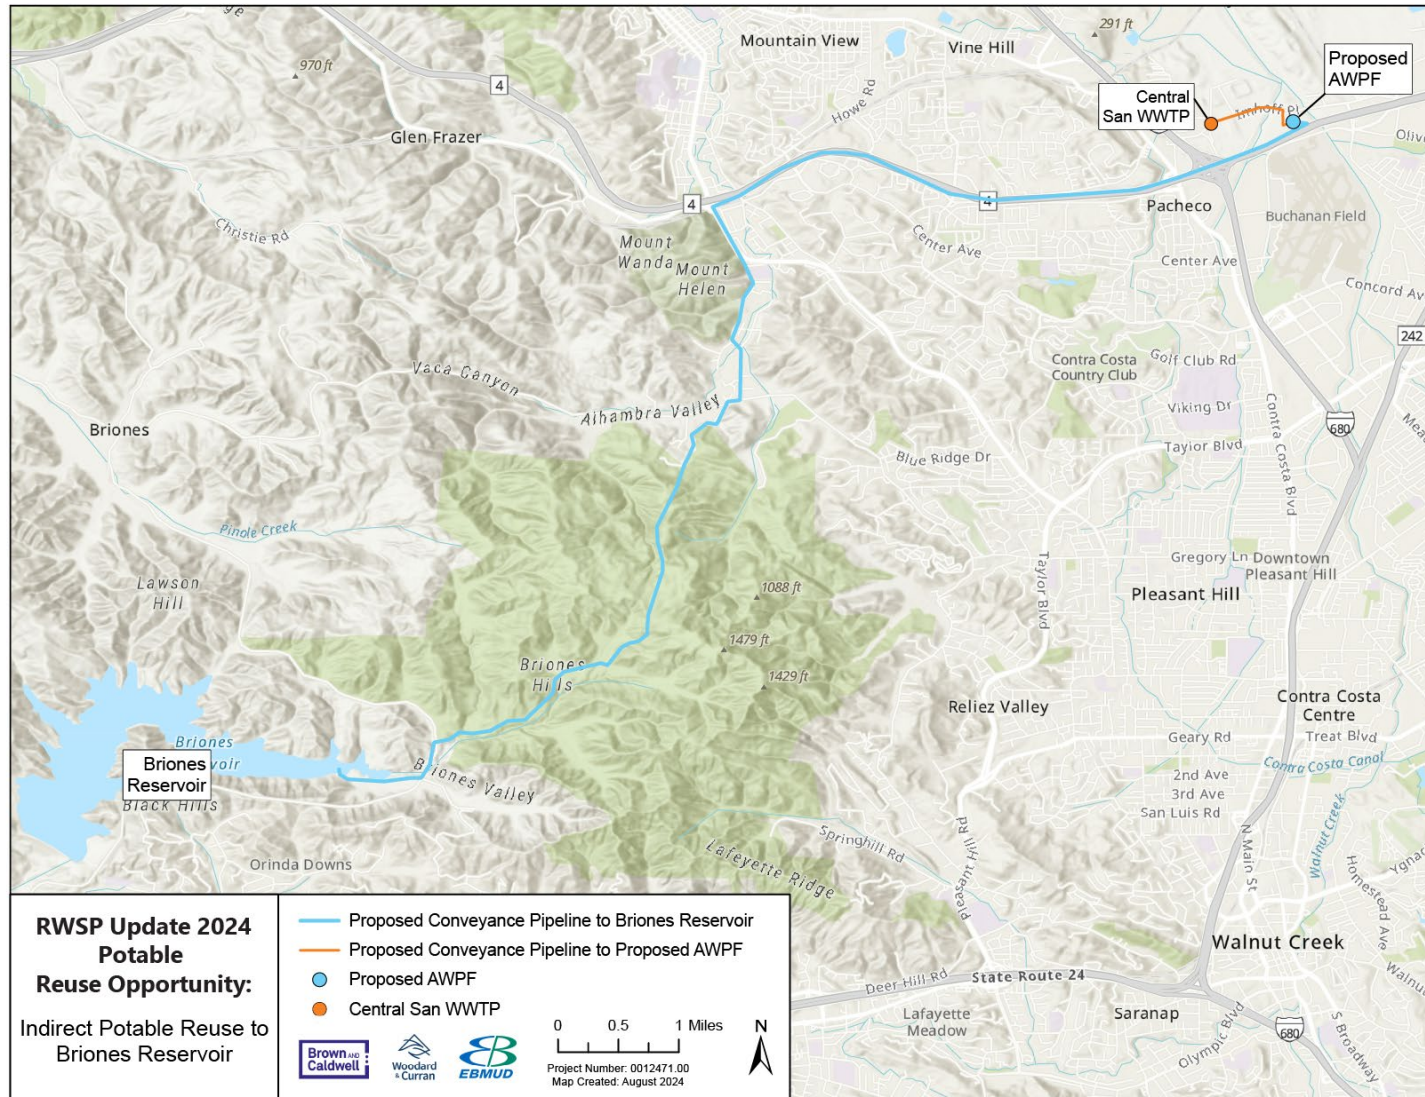 Mountain View
Vine Hill
291 ft
Proposed
AWPF
970 ft
4
Howe Rd
Central
San WWTP
Imhoff Pl
Glen Frazer
4
4
Pacheco
Buchanan Field
Christie Rd
Mount
Wanda
Mount
Helen
Center Ave
Center Ave
Concord Av
242
Contra Costa
Country Club
Golf Club Rd
Vaca Canyon
Alhambra Valley
Viking Dr
Contra Costa Blvd
680
Briones
Blue Ridge Dr
Taylor Blvd
Pinole Creek
Lawson
Hill
1088 ft
Taylor Blvd
Gregory Ln
Downtown
Pleasant Hill
Pleasant Hill
1479 ft
Briones
Hills
1429 ft
Reliez Valley
Contra Costa
Centre
Geary Rd
Treat Blvd
Briones
voir
Briones
Reservoir
Black Hills
Briones Valley
Contra Costa Canal
2nd Ave
3rd Ave
San Luis Rd
Walnut Creek
Orinda Downs
Lafayette Ridge
Springhill Rd
Pleasant Hill Rd
N Main St
Homestead Ave
Ygnac
Walnut Creek
Walnut
Deer Hill Rd
State Route 24
Lafayette
Meadow
Saranap
Olympic Blvd
680
S Broadway
RWSP Update 2024
Potable
Reuse Opportunity:
Indirect Potable Reuse to
Briones Reservoir
Proposed Conveyance Pipeline to Briones Reservoir
Proposed Conveyance Pipeline to Proposed AWPF
Proposed AWPF
Central San WWTP
Brown AND
Caldwell
Woodard
& Curran
EBMUD
0 0.5 1 Miles
Project Number: 0012471.00
Map Created: August 2024
N